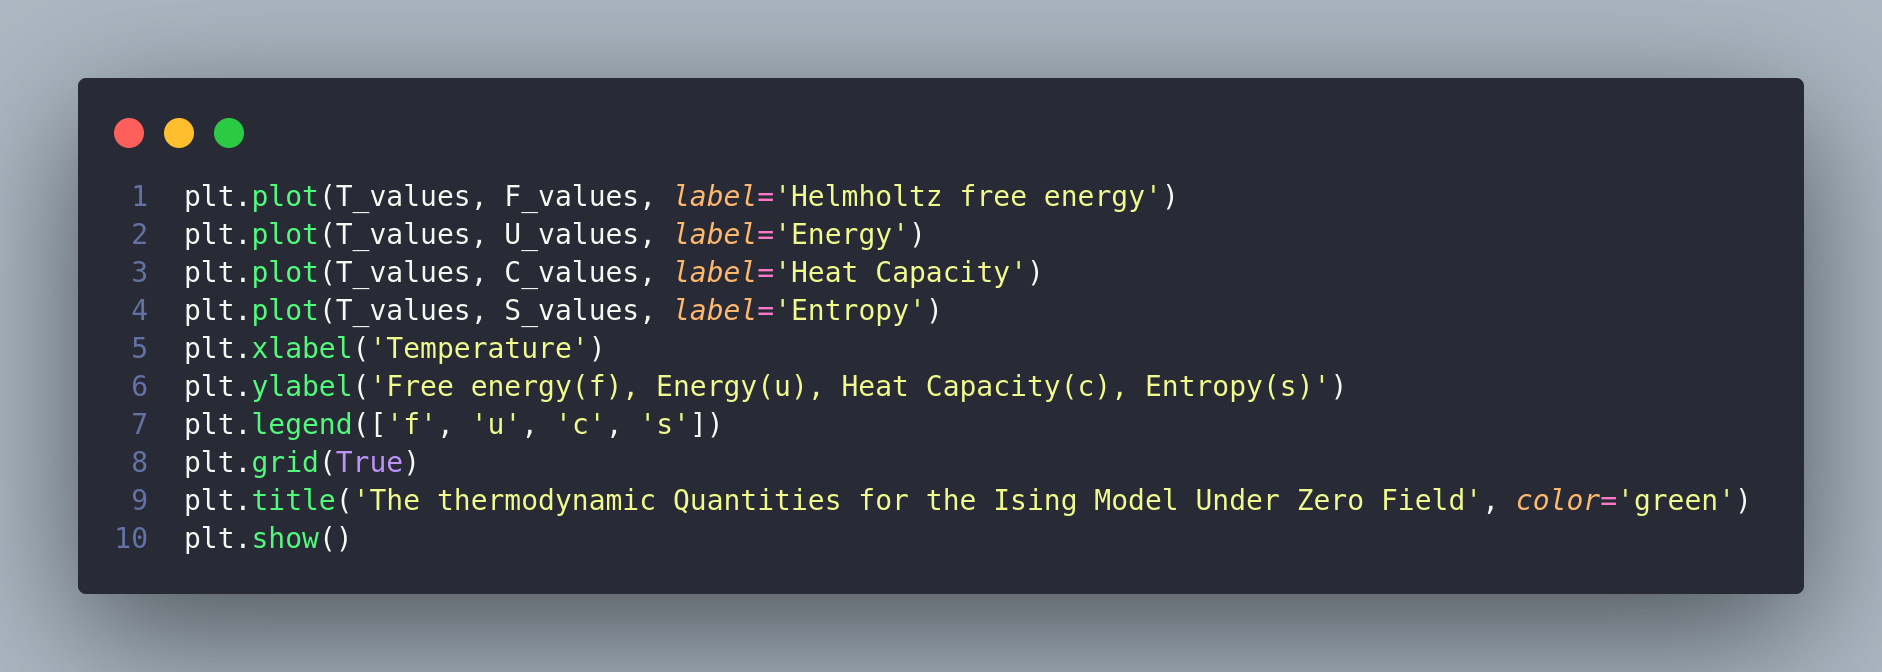 1 plt.plot(T_values, F_values, label='Helmholtz free energy')
2 plt.plot(T_values, U_values, label='Energy')
3 plt.plot(T_values, C_values, label='Heat Capacity')
4 plt.plot(T_values, S_values, label='Entropy')
5 plt.xlabel('Temperature')
6 plt.ylabel('Free energy(f), Energy(u), Heat Capacity(c), Entropy(s)')
7 plt.legend(['f', 'u', 'c', 's'])
8 plt.grid(True)
9 plt.title('The thermodynamic Quantities for the Ising Model Under Zero Field', color='green')
10 plt.show()